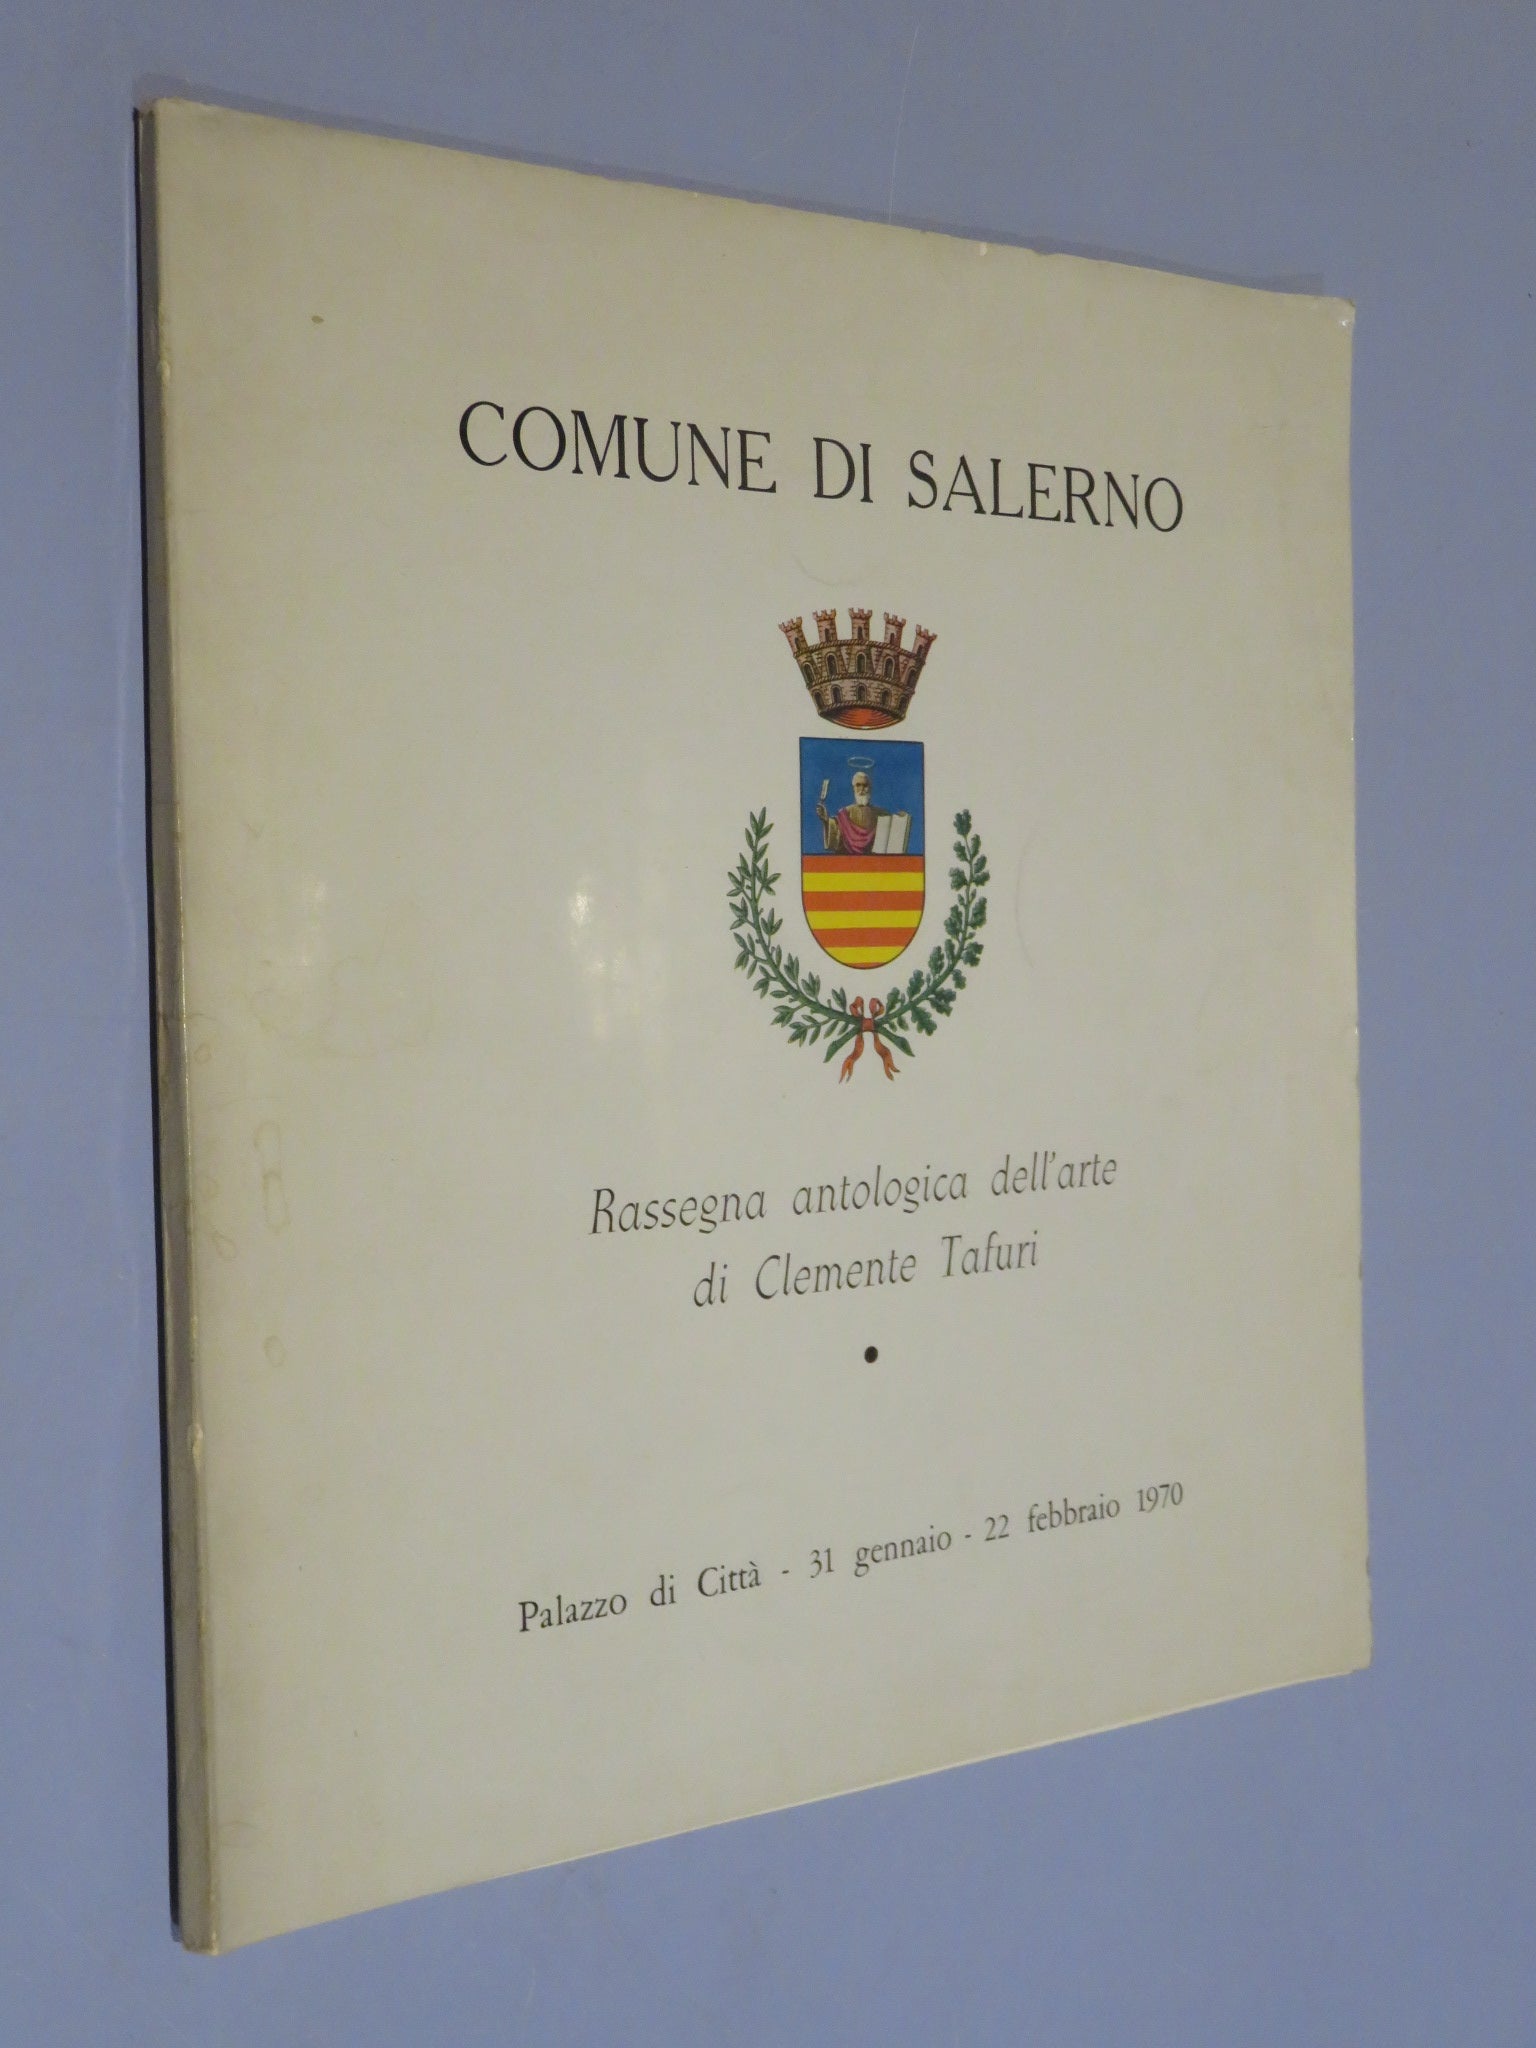 COMUNE DI SALERNO
Rassegna antologica dell'arte
di Clemente Tafuri
Palazzo di Città - 31 gennaio - 22 febbraio 1970